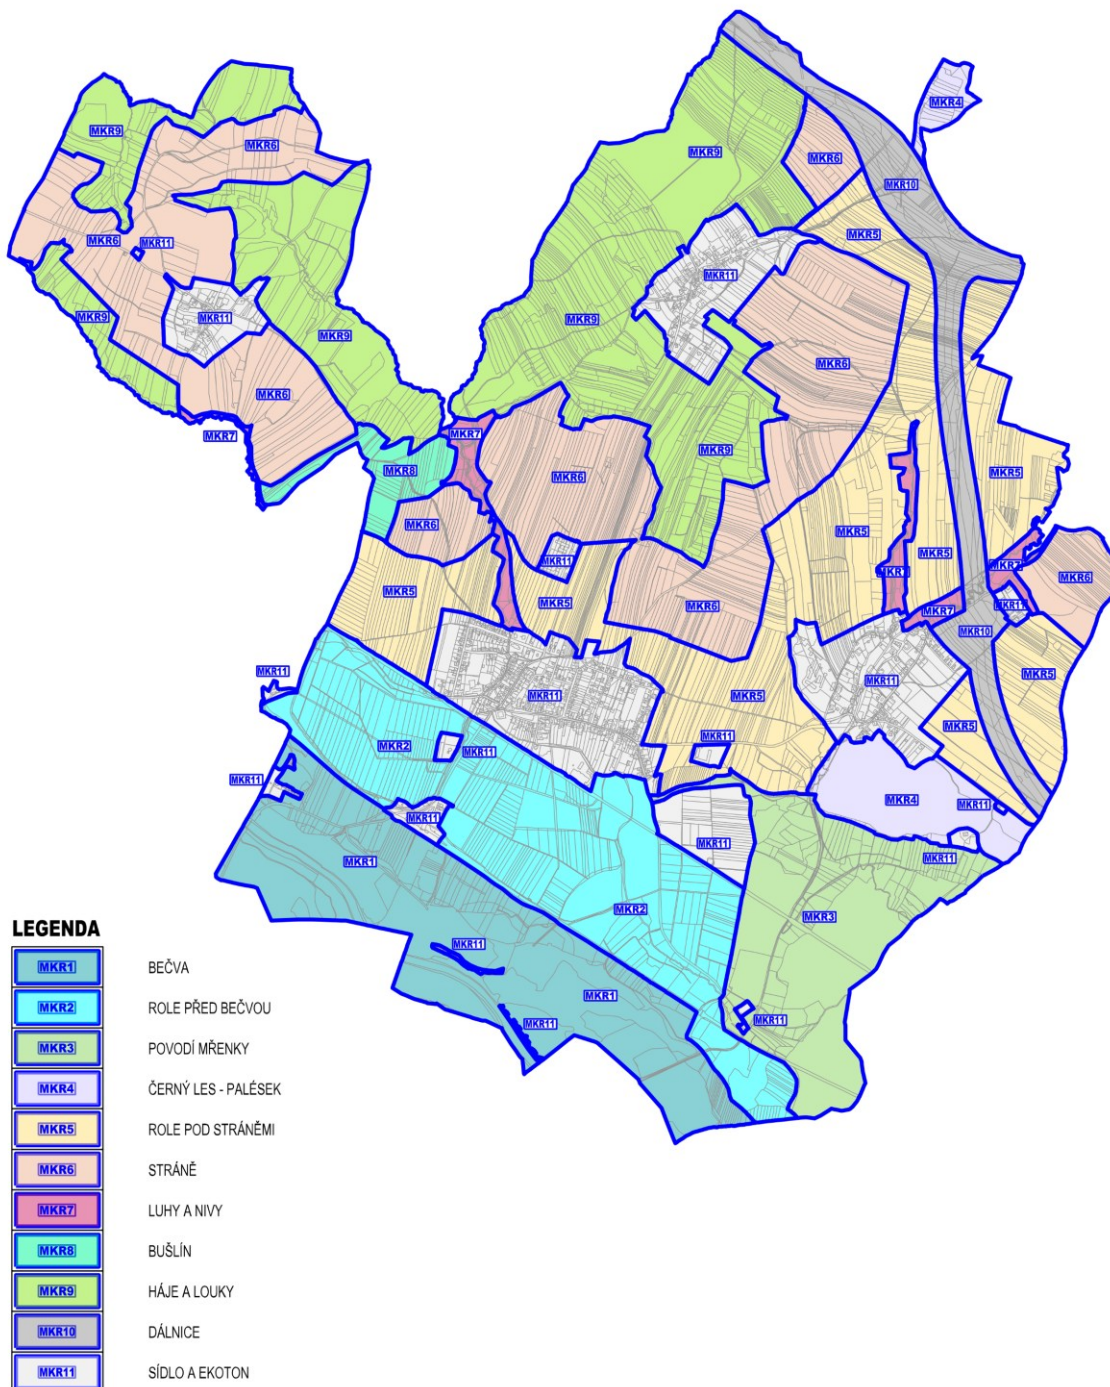 MKR4
MKR9
MKR6
MKR9
MKR6
MKR10
MKR5
MKR6
MKR11
MKR11
MKR9
MKR11
MKR9
MKR9
MKR6
MKR6
MKR7
MKR7
MKR9
MKR8
MKR6
MKR5
MKR6
MKR5
MKR5
MKR11
MKR7
MKR7
MKR6
MKR5
MKR5
MKR6
MKR11
MKR7
MKR10
MKR11
MKR11
MKR5
MKR11
MKR5
MKR5
MKR2
MKR11
MKR11
MKR11
MKR4
MKR11
MKR11
MKR11
MKR11
MKR1
MKR2
MKR3
MKR11
MKR1
MKR11
MKR11
LEGENDA
MKR1 BEČVA
MKR2 ROLE PŘED BEČVOU
MKR3 POVODÍ MŘENKY
MKR4 ČERNÝ LES - PALÉSEK
MKR5 ROLE POD STRÁNĚMI
MKR6 STRÁNĚ
MKR7 LUHY A NIVY
MKR8 BUŠLÍN
MKR9 HÁJE A LOUKY
MKR10 DÁLNICE
MKR11 SÍDLO A EKOTON